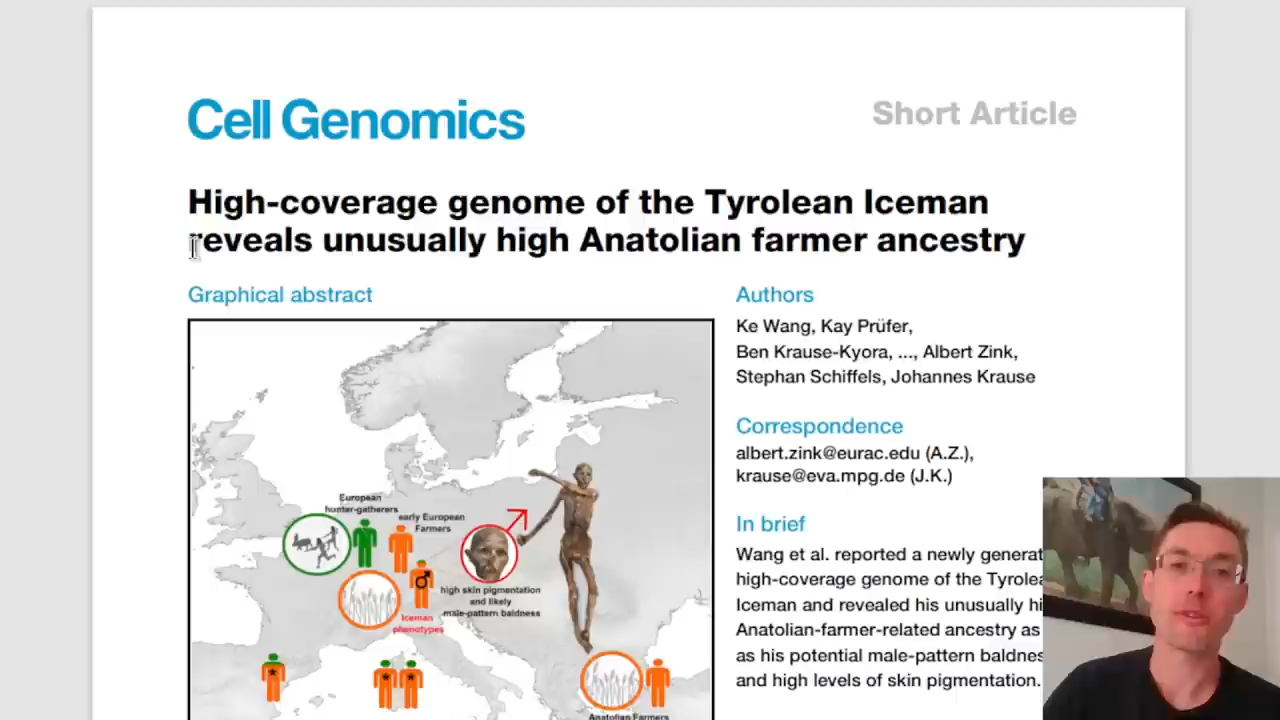 Cell Genomics
Short Article
High-coverage genome of the Tyrolean Iceman
reveals unusually high Anatolian farmer ancestry
Graphical abstract
European
hunter-gatherers
early European
Farmers
high skin pigmentation
and likely
male-pattern baldness
Iceman
phenotypes
Anatolian Farmers
Authors
Ke Wang, Kay Prüfer,
Ben Krause-Kyora, ..., Albert Zink,
Stephan Schiffels, Johannes Krause
Correspondence
albert.zink@eurac.edu (A.Z.),
krause@eva.mpg.de (J.K.)
In brief
Wang et al. reported a newly generat
high-coverage genome of the Tyrolea
Iceman and revealed his unusually hi
Anatolian-farmer-related ancestry as
as his potential male-pattern baldnes
and high levels of skin pigmentation.